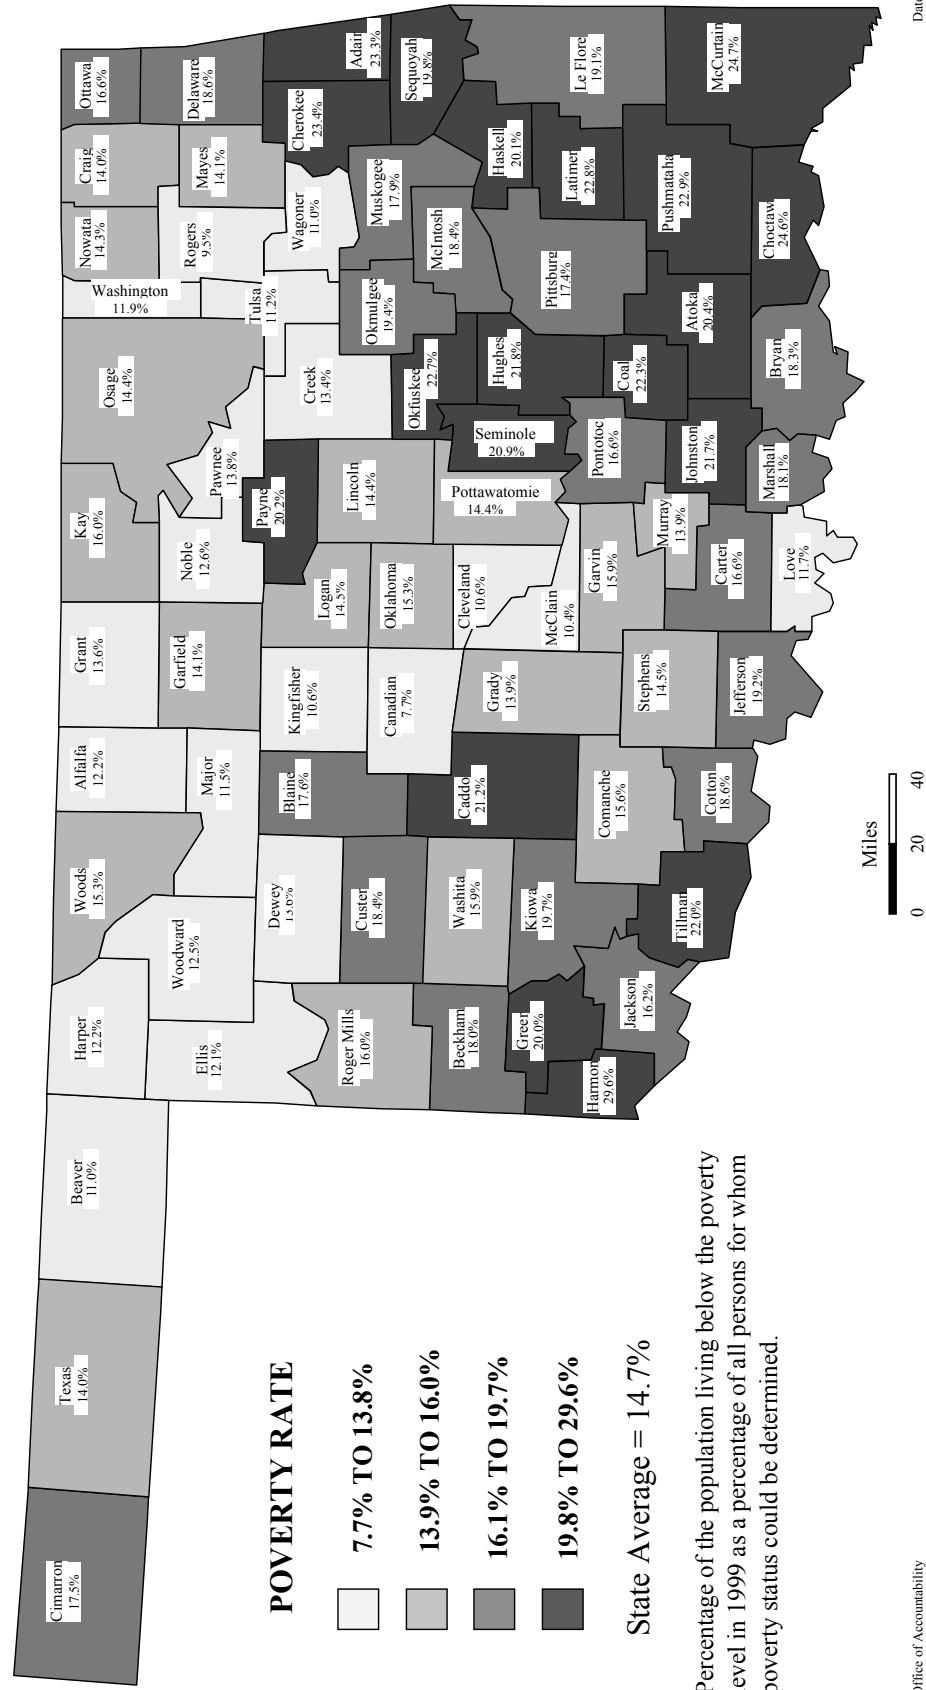 Cimarron
17.5%
Texas
14.0%
Beaver
11.0%
Harper
12.2%
Woods
15.3%
Alfalfa
12.2%
Grant
13.6%
Kay
16.0%
Osage
14.4%
Washington
11.9%
Nowata
14.3%
Craig
14.0%
Ottawa
16.6%
Ellis
12.1%
Woodward
12.5%
Major
11.5%
Garfield
14.1%
Noble
12.6%
Pawnee
13.8%
Rogers
9.5%
Mayes
14.1%
Delaware
18.6%
Dewey
13.6%
Blaine
17.6%
Kingfisher
10.6%
Logan
14.5%
Payne
20.2%
Creek
13.4%
Tulsa
11.2%
Wagoner
11.0%
Cherokee
23.4%
Adair
23.3%
Roger Mills
16.0%
Custer
18.4%
Canadian
7.7%
Oklahoma
15.3%
Lincoln
14.4%
Okfuskee
22.7%
Okmulgee
19.4%
Muskogee
17.9%
Sequoyah
19.8%
Beckham
18.0%
Washita
15.9%
Caddo
21.2%
Grady
13.9%
Cleveland
10.6%
Pottawatomie
14.4%
Seminole
20.9%
Hughes
21.8%
McIntosh
18.4%
Haskell
20.1%
Green
20.0%
Kiowa
19.7%
McClain
10.4%
Pittsburg
17.4%
Latimer
22.8%
Le Flore
19.1%
Harmon
29.6%
Jackson
16.2%
Comanche
15.6%
Garvin
15.9%
Pontotoc
16.6%
Coal
22.3%
Tillman
22.0%
Stephens
14.5%
Murray
13.9%
Johnston
21.7%
Atoka
20.4%
Pushmataha
22.9%
McCurtain
24.7%
Cotton
18.6%
Jefferson
19.2%
Carter
16.6%
Love
11.7%
Marshall
18.1%
Bryan
18.3%
Choctaw
24.6%
POVERTY RATE
7.7% TO 13.8%
13.9% TO 16.0%
16.1% TO 19.7%
19.8% TO 29.6%
State Average = 14.7%
Percentage of the population living below the poverty
level in 1999 as a percentage of all persons for whom
poverty status could be determined.
Miles
0 20 40
Office of Accountability
Date